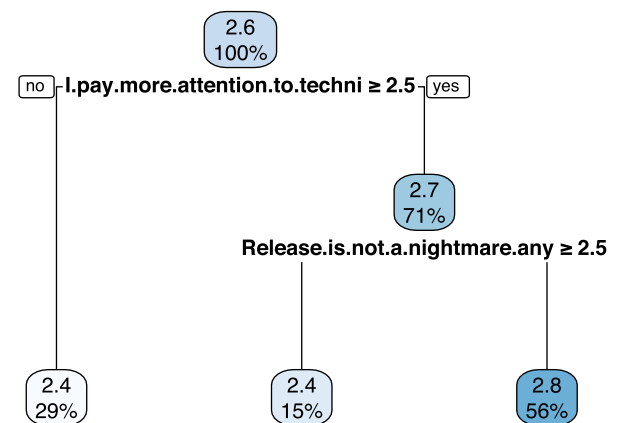 2.6
100%
no
I.pay.more.attention.to.techni ≥ 2.5
yes
2.7
71%
Release.is.not.a.nightmare.any ≥ 2.5
2.4
29%
2.4
15%
2.8
56%